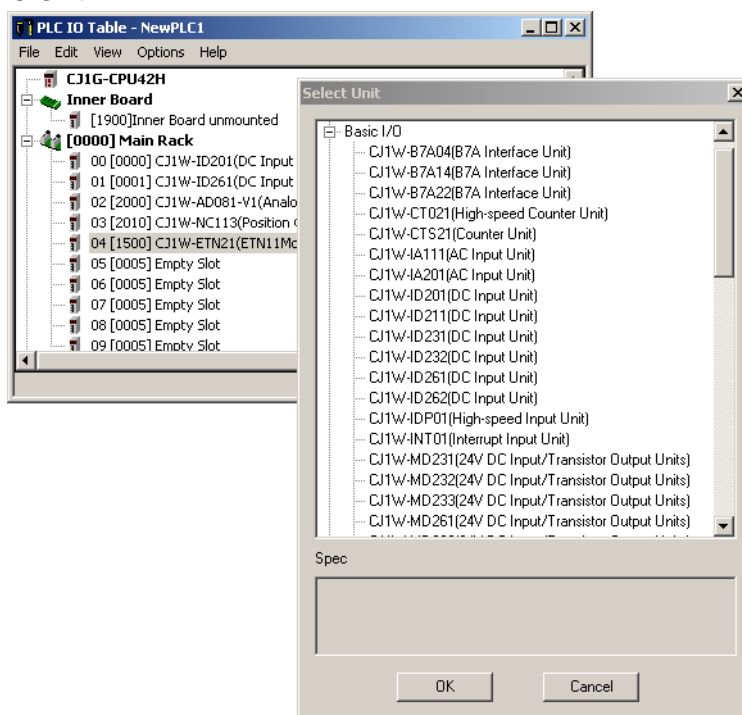 PLC IO Table - NewPLC1
File Edit View Options Help
CJ1G-CPU42H
Inner Board
[1900]Inner Board unmounted
[0000] Main Rack
00 [0000] CJ1W-ID201(DC Input
01 [0001] CJ1W-ID261(DC Input
02 [2000] CJ1W-AD081-V1(Analo
03 [2010] CJ1W-NC113(Position
04 [1500] CJ1W-ETN21(ETN11Mo
05 [0005] Empty Slot
06 [0005] Empty Slot
07 [0005] Empty Slot
08 [0005] Empty Slot
09 [0005] Empty Slot
Select Unit
Basic I/O
CJ1W-B7A04(B7A Interface Unit)
CJ1W-B7A14(B7A Interface Unit)
CJ1W-B7A22(B7A Interface Unit)
CJ1W-CT021(High-speed Counter Unit)
CJ1W-CTS21(Counter Unit)
CJ1W-IA111(AC Input Unit)
CJ1W-IA201(AC Input Unit)
CJ1W-ID201(DC Input Unit)
CJ1W-ID211(DC Input Unit)
CJ1W-ID231(DC Input Unit)
CJ1W-ID232(DC Input Unit)
CJ1W-ID261(DC Input Unit)
CJ1W-ID262(DC Input Unit)
CJ1W-IDP01(High-speed Input Unit)
CJ1W-INT01(Interrupt Input Unit)
CJ1W-MD231(24V DC Input/Transistor Output Units)
CJ1W-MD232(24V DC Input/Transistor Output Units)
CJ1W-MD233(24V DC Input/Transistor Output Units)
CJ1W-MD261(24V DC Input/Transistor Output Units)
Spec
OK
Cancel